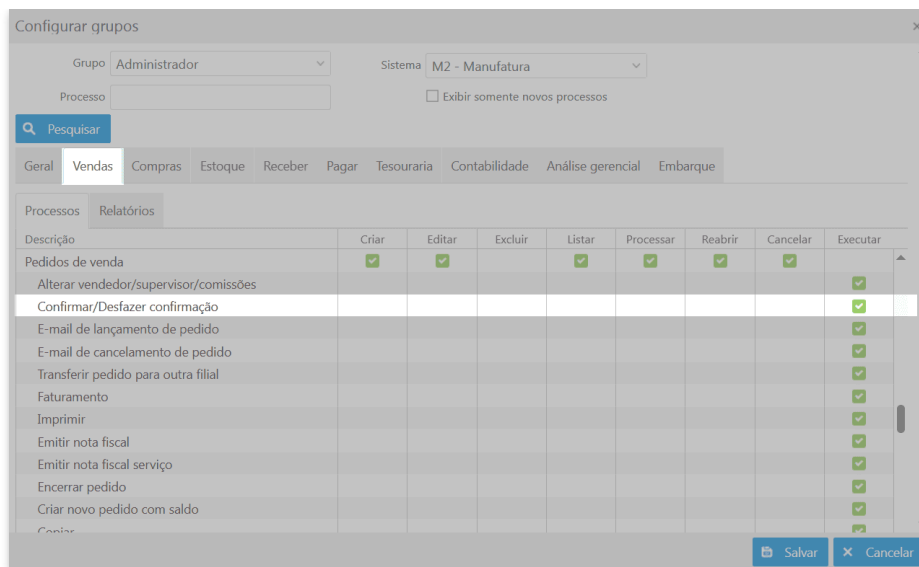 Configurar grupos
Grupo Administrador Sistema M2 - Manufatura
Processo Exibir somente novos processos
Pesquisar
Geral Vendas Compras Estoque Receber Pagar Tesouraria Contabilidade Análise gerencial Embarque
Processos Relatórios
Descrição Criar Editar Excluir Listar Processar Reabrir Cancelar Executar
Pedidos de venda
Alterar vendedor/supervisor/comissões
Confirmar/Desfazer confirmação
E-mail de lançamento de pedido
E-mail de cancelamento de pedido
Transferir pedido para outra filial
Faturamento
Imprimir
Emitir nota fiscal
Emitir nota fiscal serviço
Encerrar pedido
Criar novo pedido com saldo
Copiar
Salvar Cancelar